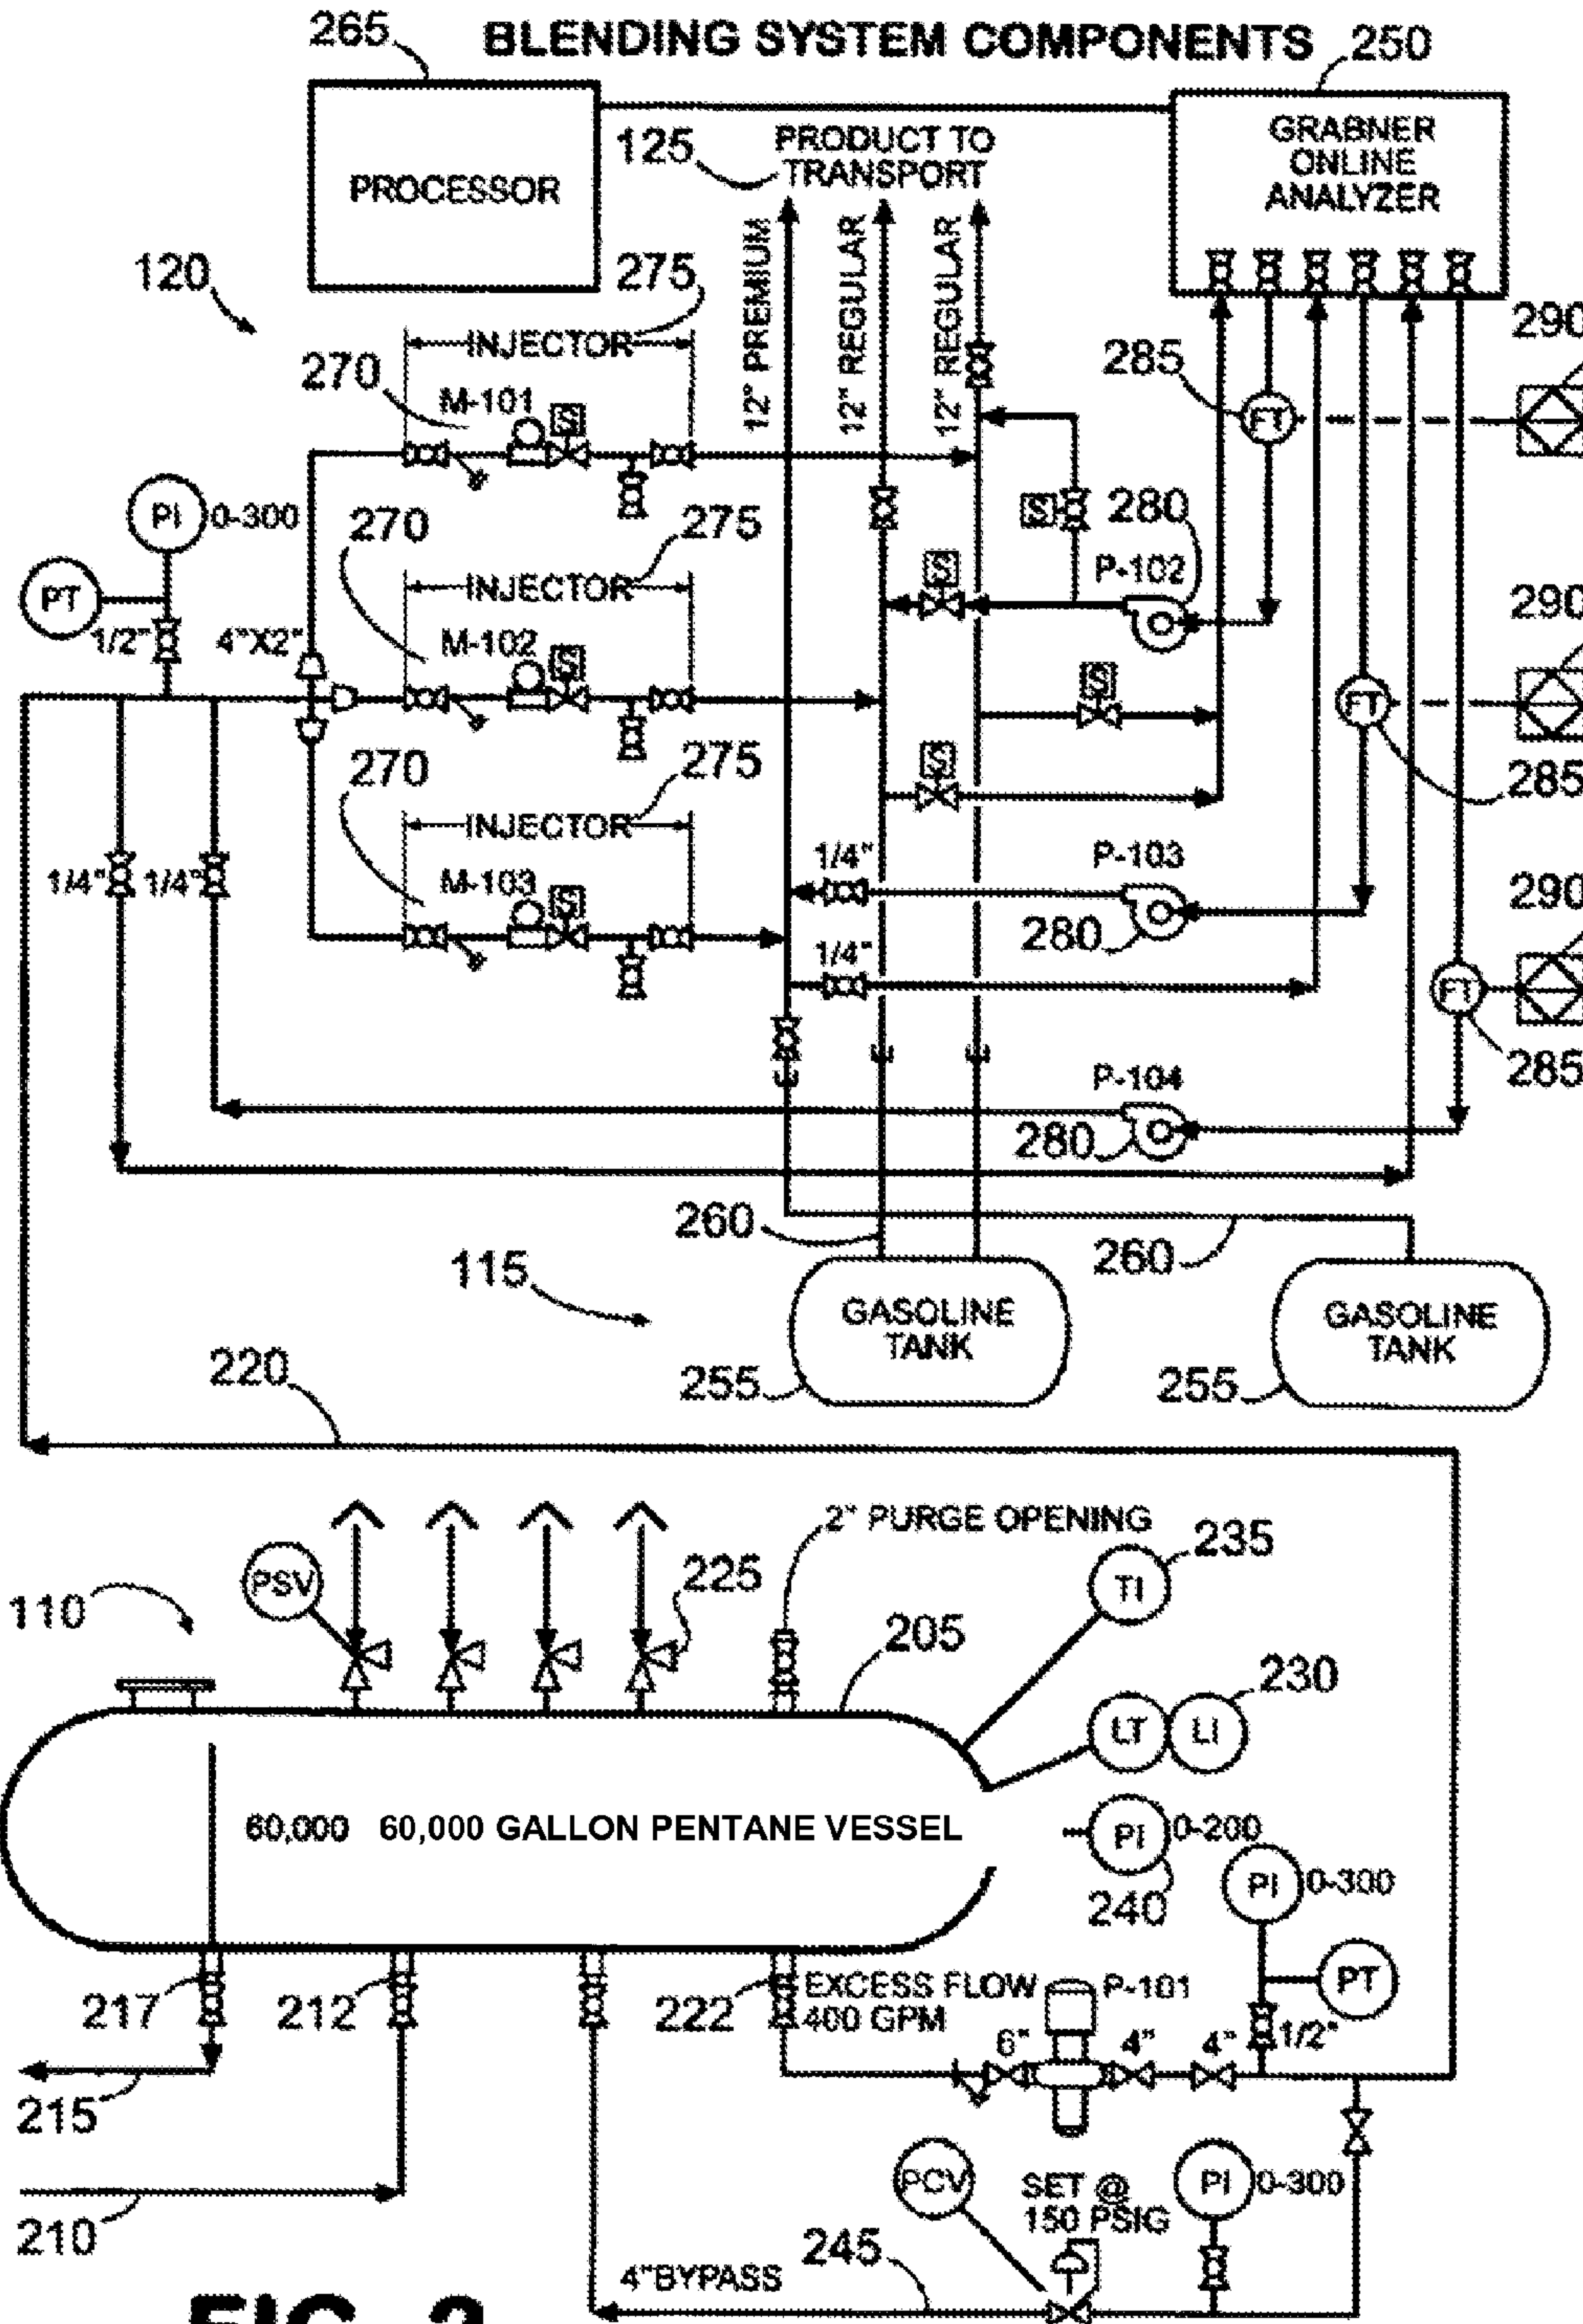 265
BLENDING SYSTEM COMPONENTS
250
PROCESSOR
125
PRODUCT TO
TRANSPORT
GRABNER
ONLINE
ANALYZER
120
275
12" PREMIUM
12" REGULAR
12" REGULAR
INJECTOR
270
M-101
S
285
FT
290
PI
0-300
270
275
S
280
PT
INJECTOR
S
P-102
290
1/2"
4"X2"
M-102
S
S
FT
270
275
S
285
INJECTOR
1/4"
P-103
1/4"
1/4"
M-103
S
290
280
1/4"
FT
P-104
285
280
260
260
115
GASOLINE
TANK
GASOLINE
TANK
220
255
255
2" PURGE OPENING
235
PSV
225
TI
110
205
230
LT
LI
60,000
60,000 GALLON PENTANE VESSEL
PI
0-200
240
PI
0-300
217
212
222
EXCESS FLOW
400 GPM
P-101
PT
6"
4"
4"
1/2"
215
PCV
SET @
150 PSIG
PI
0-300
210
245
4"BYPASS
FIG. 2